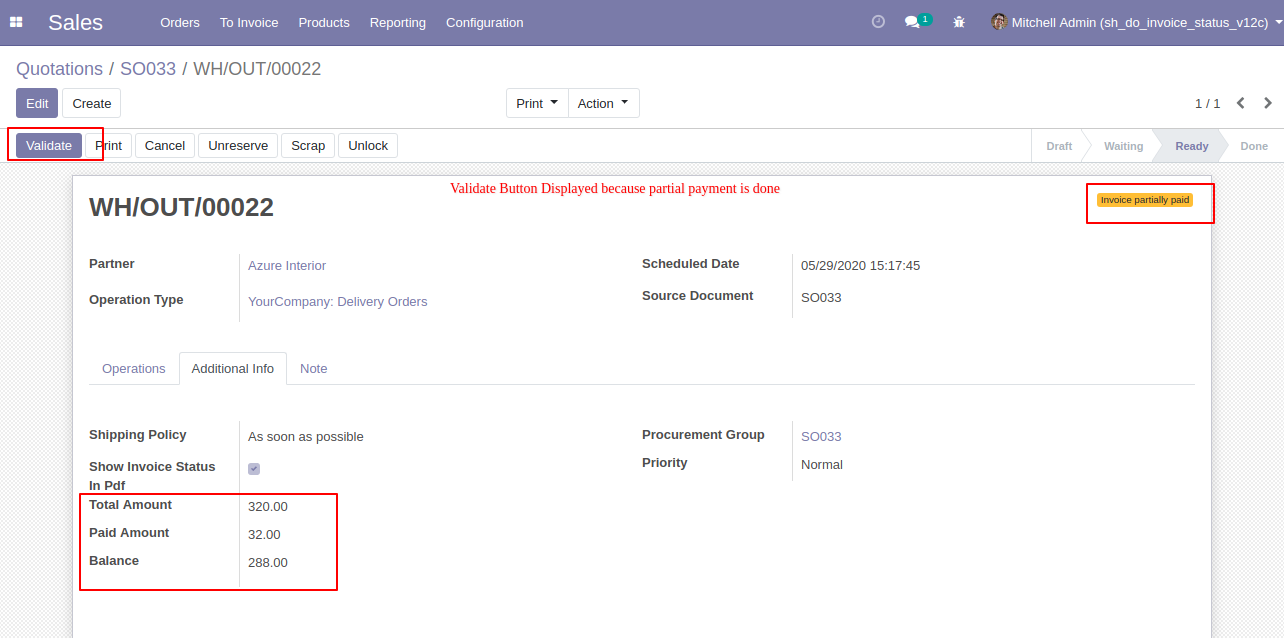 Sales Orders To Invoice Products Reporting Configuration 1 Mitchell Admin (sh_do_invoice_status_v12c)
Quotations / SO033 / WH/OUT/00022
Edit Create Print Action 1 / 1
Validate Print Cancel Unreserve Scrap Unlock Draft Waiting Ready Done
Validate Button Displayed because partial payment is done
WH/OUT/00022 Invoice partially paid
Partner Azure Interior Scheduled Date 05/29/2020 15:17:45
Operation Type YourCompany: Delivery Orders Source Document SO033
Operations Additional Info Note
Shipping Policy As soon as possible Procurement Group SO033
Show Invoice Status Priority Normal
In Pdf
Total Amount 320.00
Paid Amount 32.00
Balance 288.00